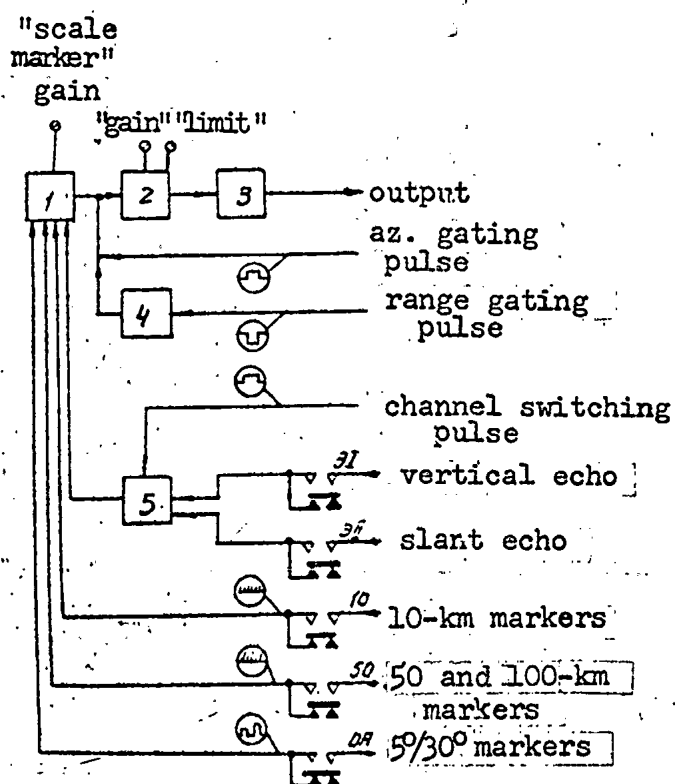 "scale
marker"
gain
"gain" "limit"
1
2
3
output
az. gating
pulse
4
range gating
pulse
channel switching
pulse
ЭI
vertical echo
5
slant echo
10
10-km markers
50
50 and 100-km
markers
5°/30° markers